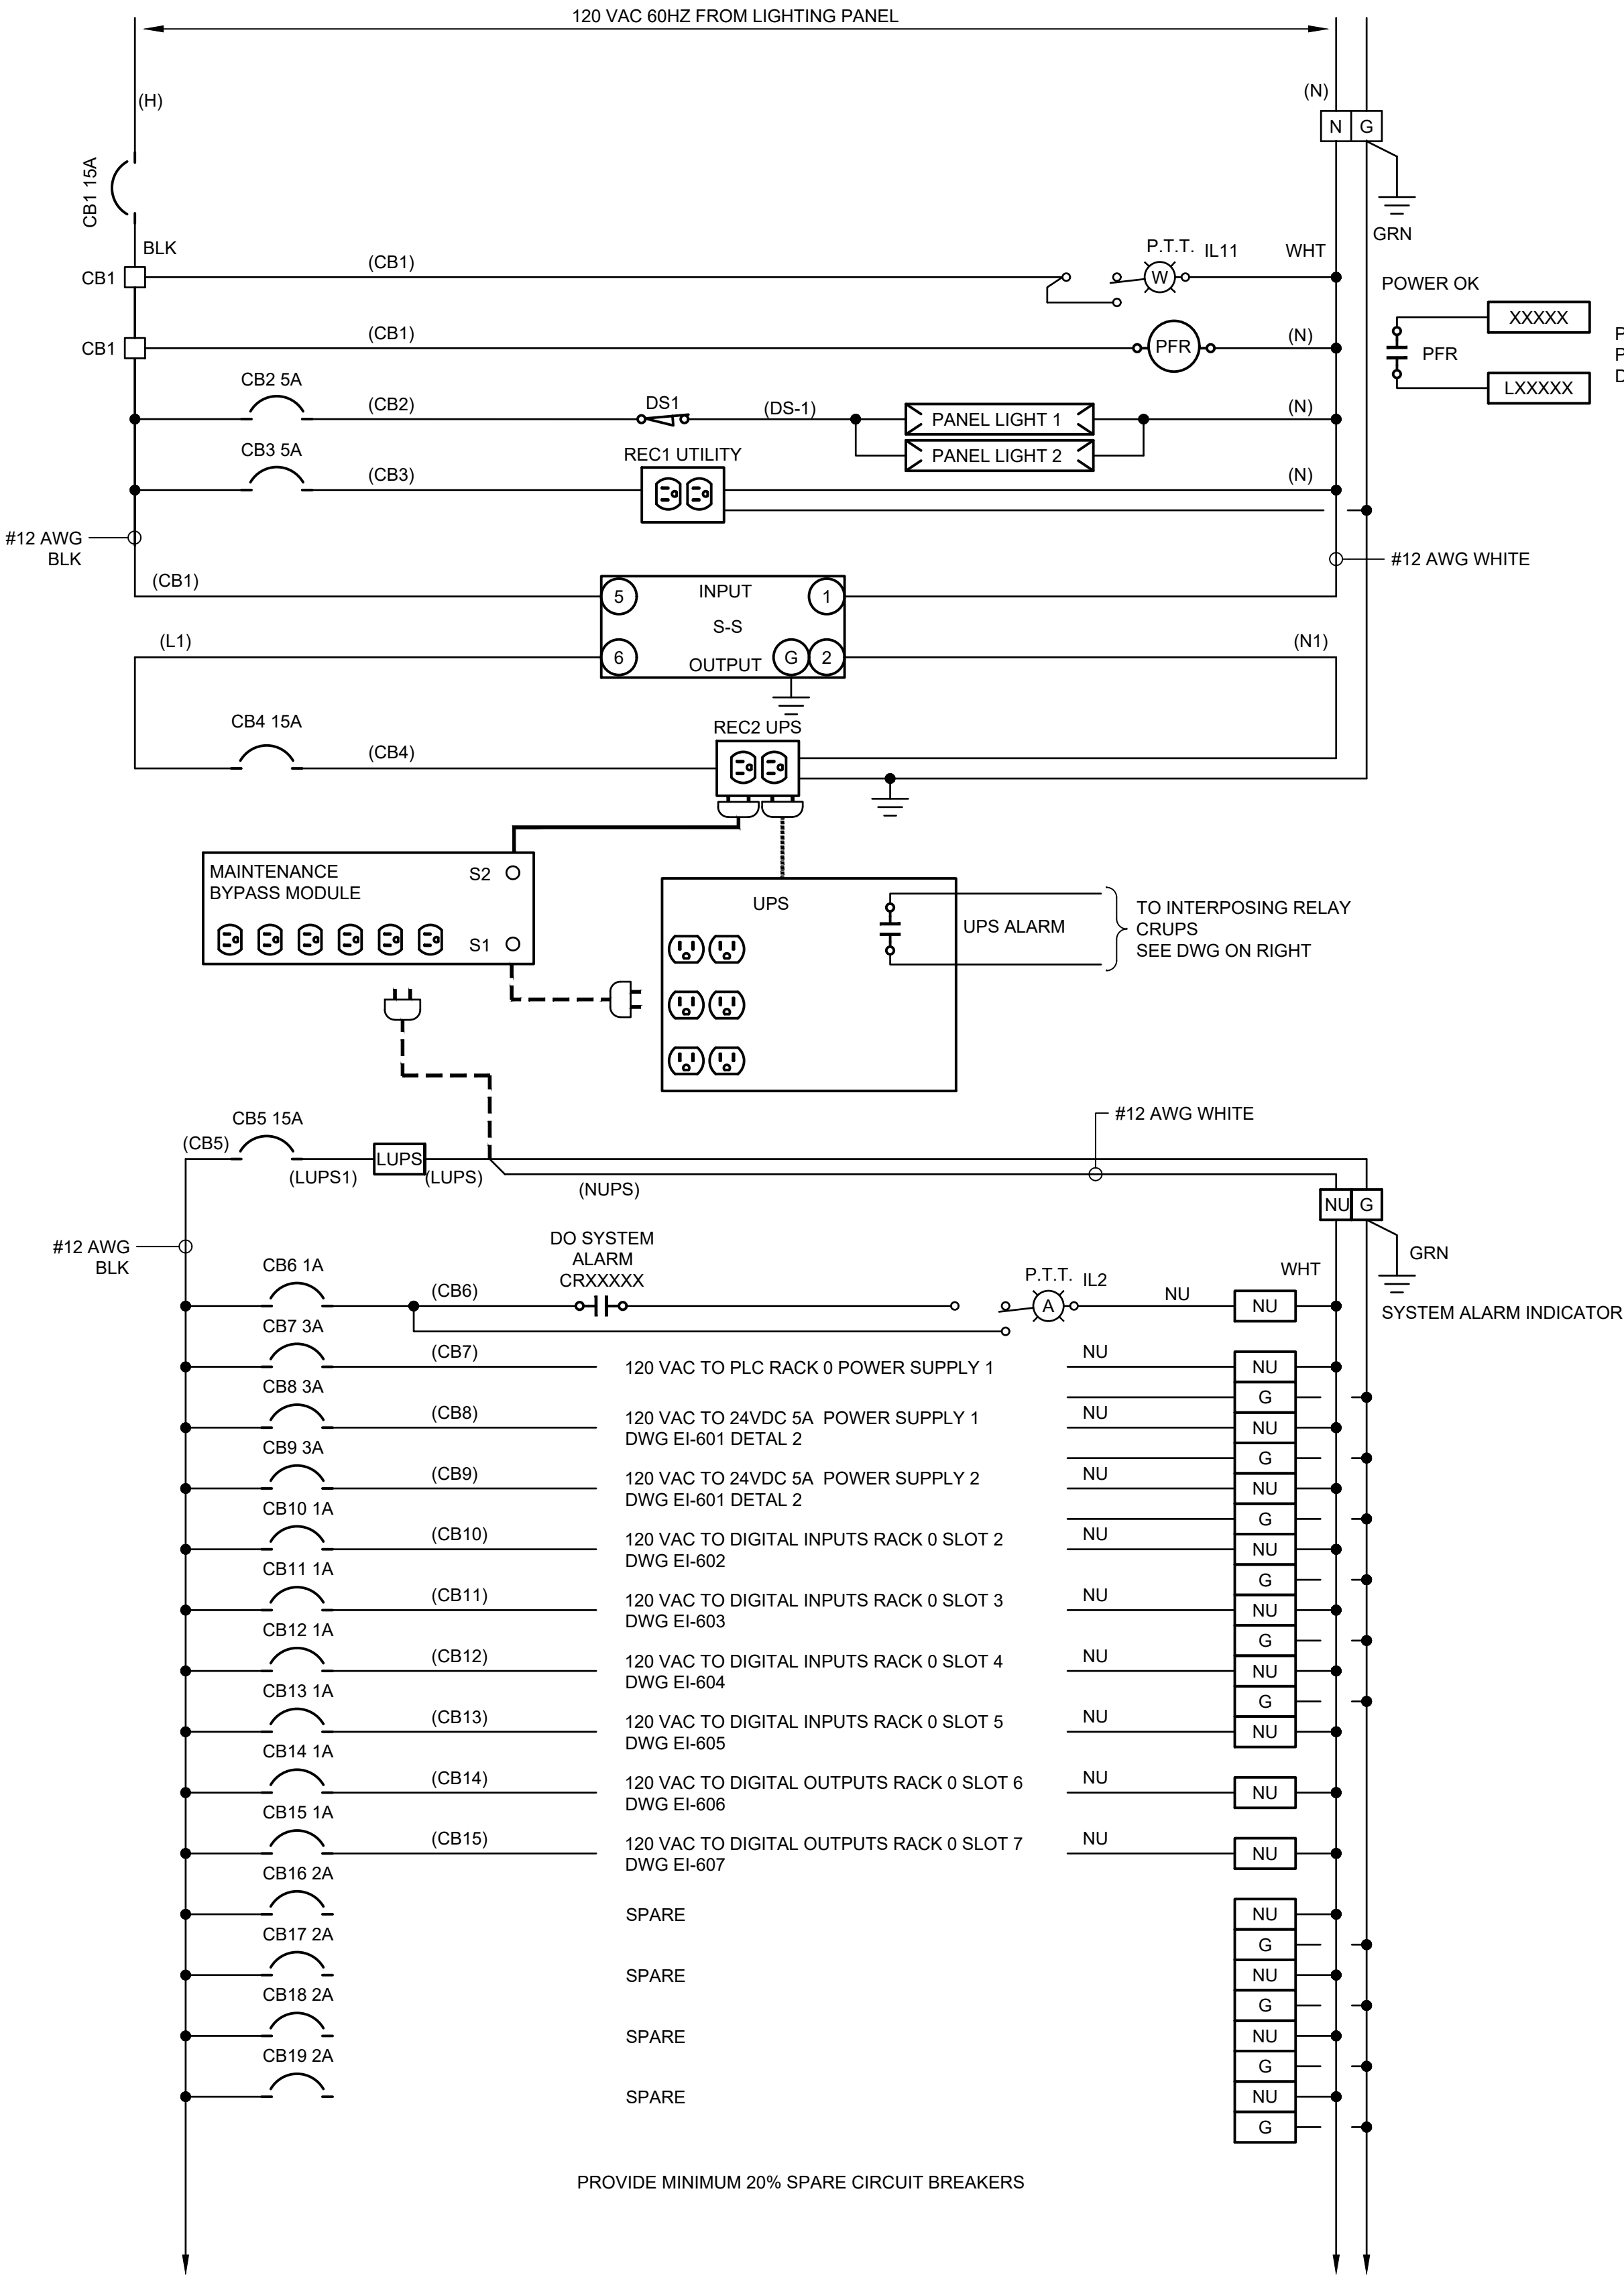 120 VAC 60HZ FROM LIGHTING PANEL
(H)
(N)
N G
CB1 15A
GRN
BLK
CB1
(CB1)
P.T.T.
IL11
W
WHT
POWER OK
XXXXX
PFR
LXXXXX
P
P
D
CB1
(CB1)
PFR
(N)
CB2 5A
(CB2)
DS1
(DS-1)
PANEL LIGHT 1
PANEL LIGHT 2
(N)
CB3 5A
(CB3)
REC1 UTILITY
(N)
#12 AWG
BLK
#12 AWG WHITE
(CB1)
5
INPUT
1
S-S
(L1)
6
OUTPUT
G
2
(N1)
CB4 15A
(CB4)
REC2 UPS
MAINTENANCE
BYPASS MODULE
S2
S1
UPS
UPS ALARM
TO INTERPOSING RELAY
CRUPS
SEE DWG ON RIGHT
#12 AWG WHITE
CB5 15A
(CB5)
(LUPS1)
LUPS
(LUPS)
(NUPS)
NU G
GRN
#12 AWG
BLK
DO SYSTEM
ALARM
CRXXXXX
WHT
CB6 1A
(CB6)
P.T.T.
IL2
A
NU
NU
SYSTEM ALARM INDICATOR
CB7 3A
(CB7)
120 VAC TO PLC RACK 0 POWER SUPPLY 1
NU
NU
G
CB8 3A
(CB8)
120 VAC TO 24VDC 5A POWER SUPPLY 1
DWG EI-601 DETAL 2
NU
NU
G
CB9 3A
(CB9)
120 VAC TO 24VDC 5A POWER SUPPLY 2
DWG EI-601 DETAL 2
NU
NU
G
CB10 1A
(CB10)
120 VAC TO DIGITAL INPUTS RACK 0 SLOT 2
DWG EI-602
NU
NU
G
CB11 1A
(CB11)
120 VAC TO DIGITAL INPUTS RACK 0 SLOT 3
DWG EI-603
NU
NU
G
CB12 1A
(CB12)
120 VAC TO DIGITAL INPUTS RACK 0 SLOT 4
DWG EI-604
NU
NU
G
CB13 1A
(CB13)
120 VAC TO DIGITAL INPUTS RACK 0 SLOT 5
DWG EI-605
NU
NU
CB14 1A
(CB14)
120 VAC TO DIGITAL OUTPUTS RACK 0 SLOT 6
DWG EI-606
NU
NU
CB15 1A
(CB15)
120 VAC TO DIGITAL OUTPUTS RACK 0 SLOT 7
DWG EI-607
NU
NU
CB16 2A
SPARE
NU
G
CB17 2A
SPARE
NU
G
CB18 2A
SPARE
NU
G
CB19 2A
SPARE
NU
G
PROVIDE MINIMUM 20% SPARE CIRCUIT BREAKERS